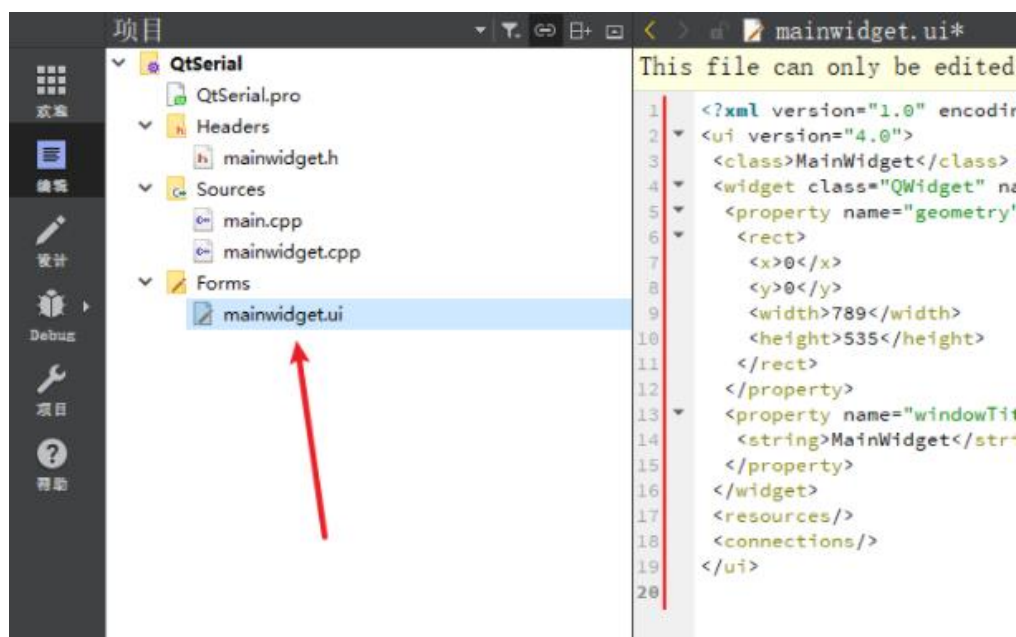 项目
mainwidget.ui*
欢迎
编辑
设计
Debug
项目
帮助
QtSerial
QtSerial.pro
Headers
h
mainwidget.h
Sources
C++
main.cpp
C++
mainwidget.cpp
C++
Forms
mainwidget.ui
This file can only be edited
1 <?xml version="1.0" encodin
2 <ui version="4.0">
3 <class>MainWidget</class>
4 <widget class="QWidget" na
5 <property name="geometry"
6 <rect>
7 <x>0</x>
8 <y>0</y>
9 <width>789</width>
10 <height>535</height>
11 </rect>
12 </property>
13 <property name="windowTit
14 <string>MainWidget</stri
15 </property>
16 </widget>
17 <resources/>
18 <connections/>
19 </ui>
20